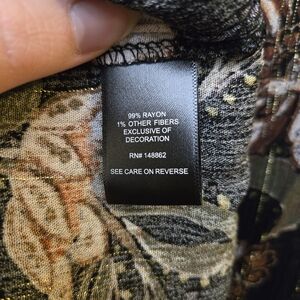 99% RAYON
1% OTHER FIBERS
EXCLUSIVE OF
DECORATION
RN# 148862
SEE CARE ON REVERSE